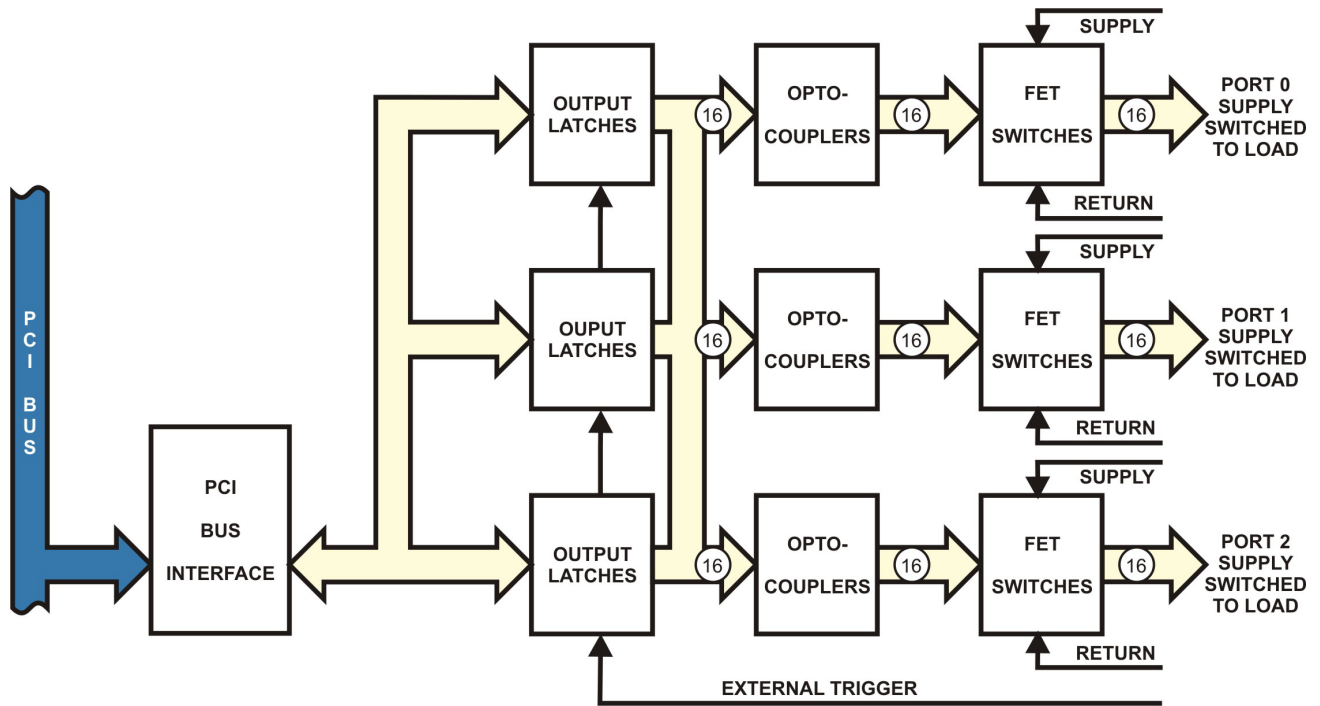 SUPPLY
OUTPUT
LATCHES
16
OPTO-
COUPLERS
16
FET
SWITCHES
16
PORT 0
SUPPLY
SWITCHED
TO LOAD
RETURN
SUPPLY
PCI BUS
OUPUT
LATCHES
16
OPTO-
COUPLERS
16
FET
SWITCHES
16
PORT 1
SUPPLY
SWITCHED
TO LOAD
RETURN
SUPPLY
PCI
BUS
INTERFACE
OUTPUT
LATCHES
16
OPTO-
COUPLERS
16
FET
SWITCHES
16
PORT 2
SUPPLY
SWITCHED
TO LOAD
RETURN
EXTERNAL TRIGGER